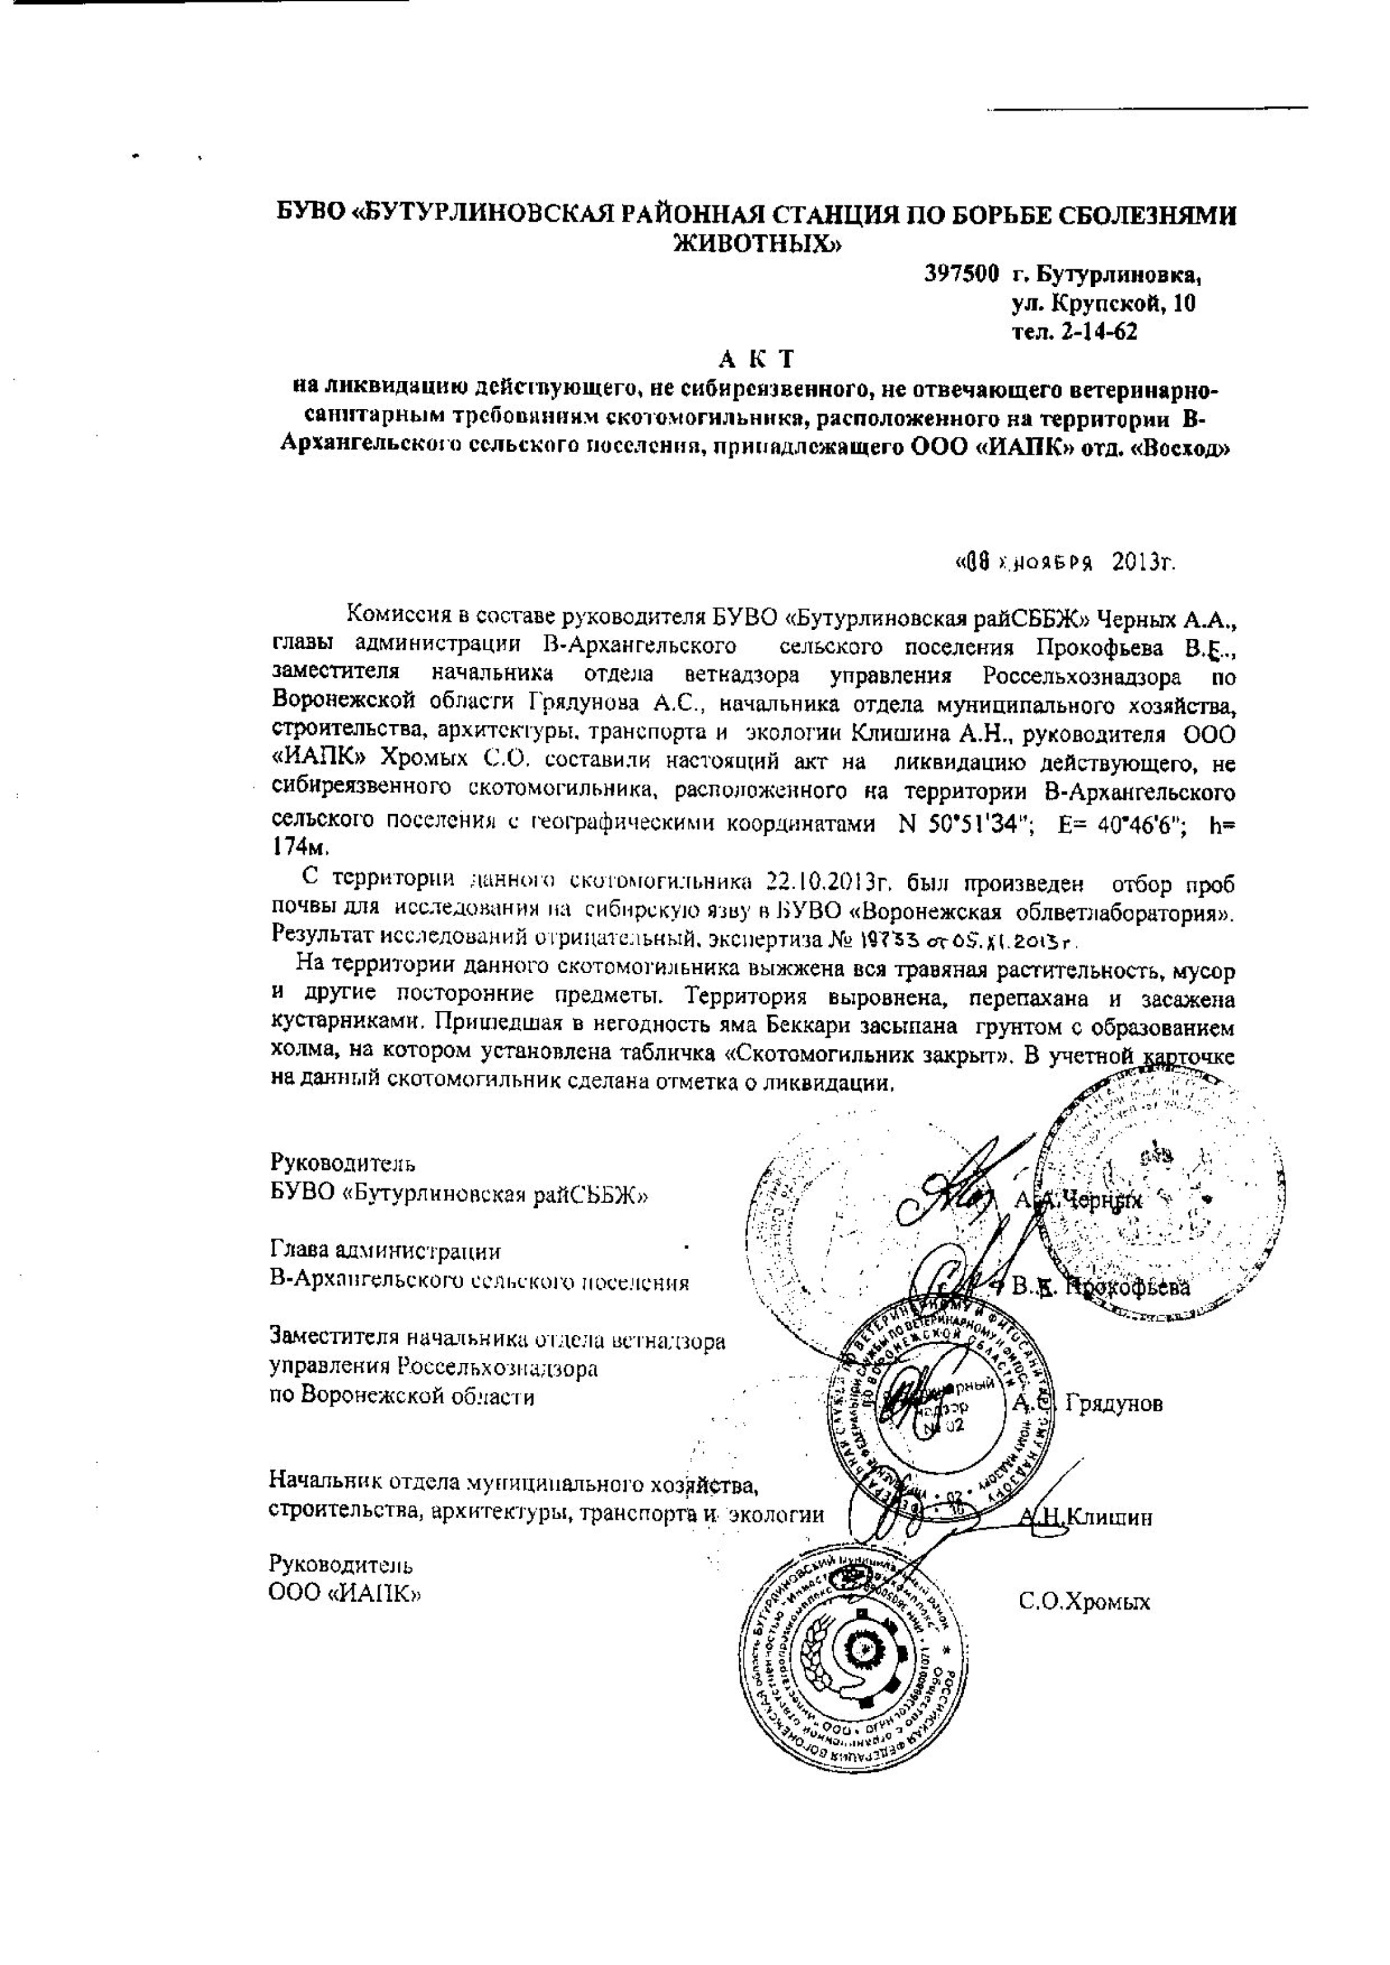 БУВО «БУТУРЛИНОВСКАЯ РАЙОННАЯ СТАНЦИЯ ПО БОРЬБЕ СБОЛЕЗНЯМИ
ЖИВОТНЫХ»
397500 г. Бутурлиновка,
ул. Крупской, 10
тел. 2-14-62
А К Т
на ликвидацию действующего, не сибиреязвенного, не отвечающего ветеринарно-
санитарным требованиям скотомогильника, расположенного на территории В-
Архангельского сельского поселения, принадлежащего ООО «ИАПК» отд. «Восход»
«08» НОЯБРЯ 2013г.
Комиссия в составе руководителя БУВО «Бутурлиновская райСББЖ» Черных А.А.,
главы администрации В-Архангельского сельского поселения Прокофьева В.Е..,
заместителя начальника отдела ветнадзора управления Россельхознадзора по
Воронежской области Грядунова А.С., начальника отдела муниципального хозяйства,
строительства, архитектуры, транспорта и экологии Клишина А.Н., руководителя ООО
«ИАПК» Хромых С.О. составили настоящий акт на ликвидацию действующего, не
сибиреязвенного скотомогильника, расположенного на территории В-Архангельского
сельского поселения с географическими координатами N 50°51'34"; E= 40°46'6"; h=
174м.
С территории данного скотомогильника 22.10.2013г. был произведен отбор проб
почвы для исследования на сибирскую язву в БУВО «Воронежская облветлаборатория».
Результат исследований отрицательный, экспертиза № 19733 от 05.XI.2013г.
На территории данного скотомогильника выжжена вся травяная растительность, мусор
и другие посторонние предметы. Территория выровнена, перепахана и засажена
кустарниками. Пришедшая в негодность яма Беккари засыпана грунтом с образованием
холма, на котором установлена табличка «Скотомогильник закрыт». В учетной карточке
на данный скотомогильник сделана отметка о ликвидации.
Руководитель
БУВО «Бутурлиновская райСББЖ» А.А.Черных
Глава администрации
В-Архангельского сельского поселения В.Е. Прокофьева
Заместителя начальника отдела ветнадзора
управления Россельхознадзора
по Воронежской области А.С. Грядунов
Ветеринарный
надзор
№ 02
Начальник отдела муниципального хозяйства,
строительства, архитектуры, транспорта и экологии А.Н.Клишин
Руководитель
ООО «ИАПК» С.О.Хромых